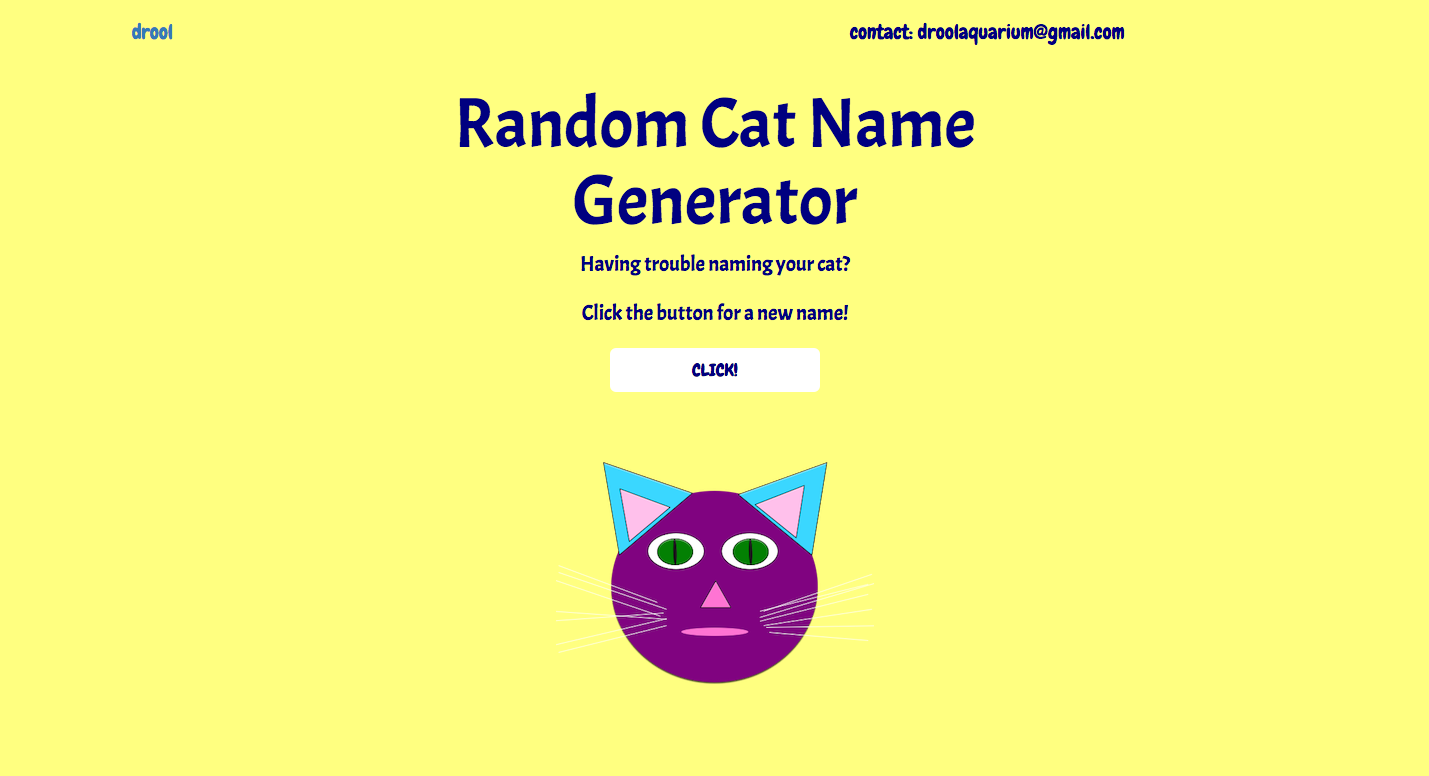 drool
contact: droolaquarium@gmail.com
Random Cat Name
Generator
Having trouble naming your cat?
Click the button for a new name!
CLICK!